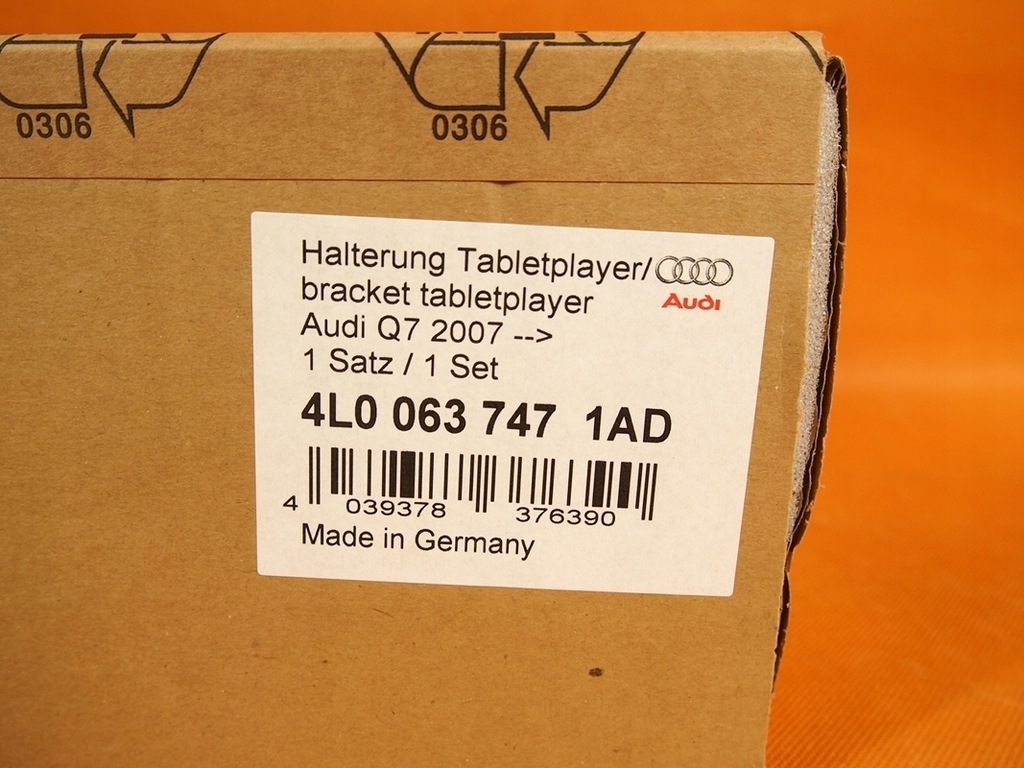 0306 0306
Halterung Tabletplayer/
bracket tabletplayer
Audi
Audi Q7 2007 -->
1 Satz / 1 Set
4L0 063 747 1AD
4 039378 376390
Made in Germany